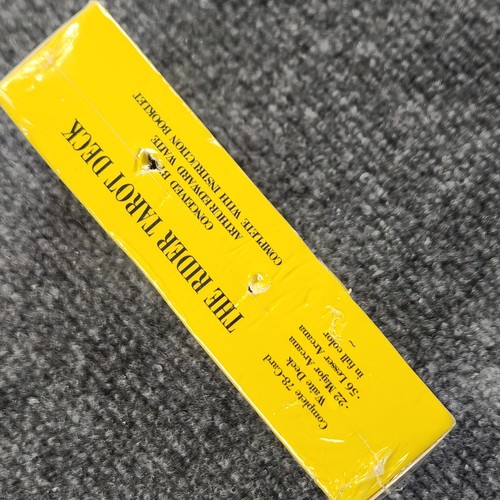 THE RIDER TAROT DECK
CONCEIVED BY
ARTHUR EDWARD WAITE
COMPLETE WITH INSTRUCTION BOOKLET
Complete 78-Card
Waite Deck
-22 Major Arcana
-56 Lesser Arcana
in full color